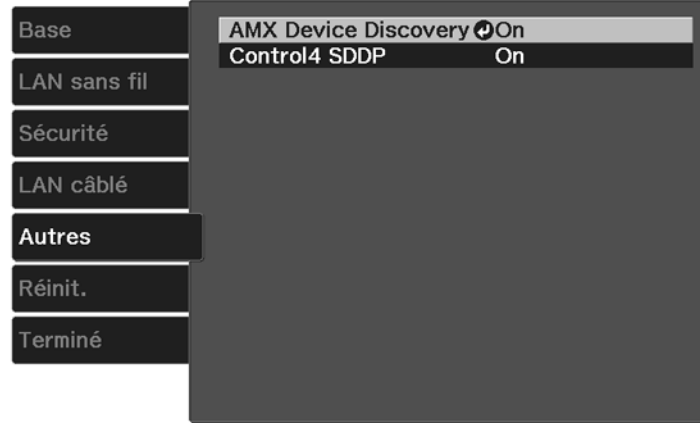 Base
LAN sans fil
Sécurité
LAN câblé
Autres
Réinit.
Terminé
AMX Device Discovery On
Control4 SDDP On